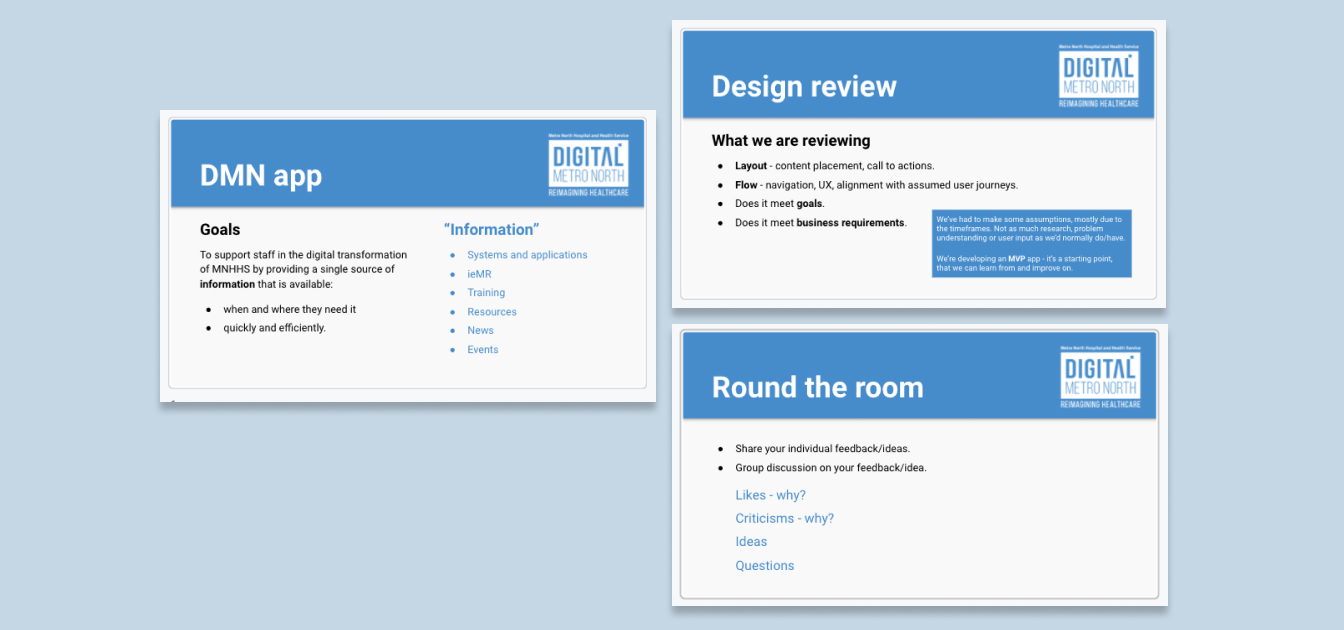 Metro North Hospital and Health Service
DIGITAL
METRO NORTH
REIMAGINING HEALTHCARE
DMN app
Goals
To support staff in the digital transformation
of MNHHS by providing a single source of
information that is available:
● when and where they need it
● quickly and efficiently.
“Information”
● Systems and applications
● ieMR
● Training
● Resources
● News
● Events
Metro North Hospital and Health Service
DIGITAL
METRO NORTH
REIMAGINING HEALTHCARE
Design review
What we are reviewing
● Layout - content placement, call to actions.
● Flow - navigation, UX, alignment with assumed user journeys.
● Does it meet goals.
● Does it meet business requirements.
We've had to make some assumptions, mostly due to
the timeframes. Not as much research, problem
understanding or user input as we'd normally do/have.
We're developing an MVP app - it's a starting point,
that we can learn from and improve on.
Metro North Hospital and Health Service
DIGITAL
METRO NORTH
REIMAGINING HEALTHCARE
Round the room
● Share your individual feedback/ideas.
● Group discussion on your feedback/idea.
Likes - why?
Criticisms - why?
Ideas
Questions